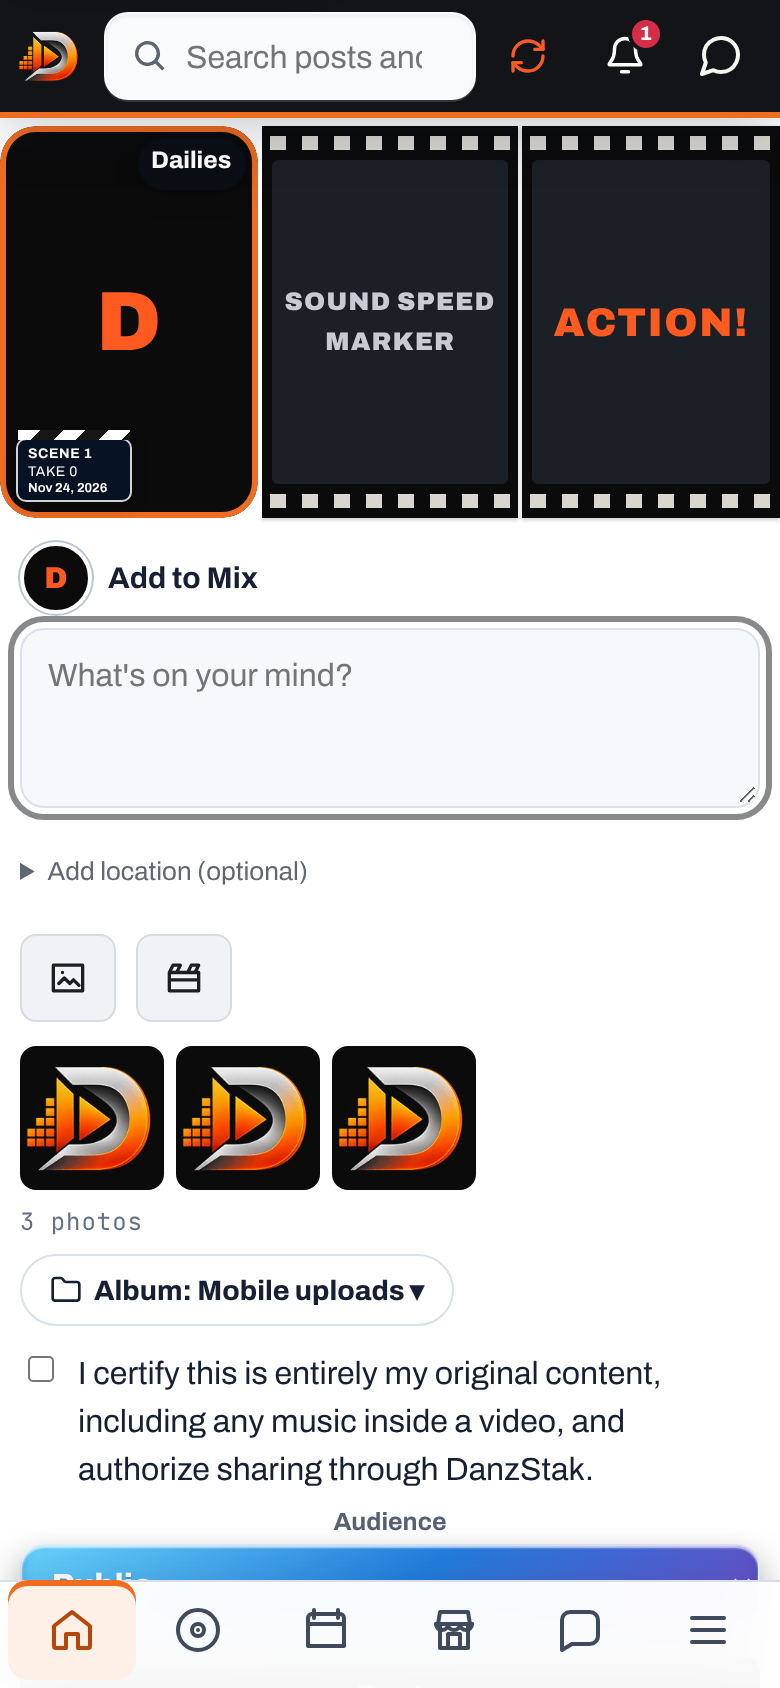 Search posts and
1
Dailies
D
SCENE 1
TAKE 0
Nov 24, 2026
SOUND SPEED
MARKER
ACTION!
D
Add to Mix
What's on your mind?
Add location (optional)
3 photos
Album: Mobile uploads ▾
I certify this is entirely my original content,
including any music inside a video, and
authorize sharing through DanzStak.
Audience
Public